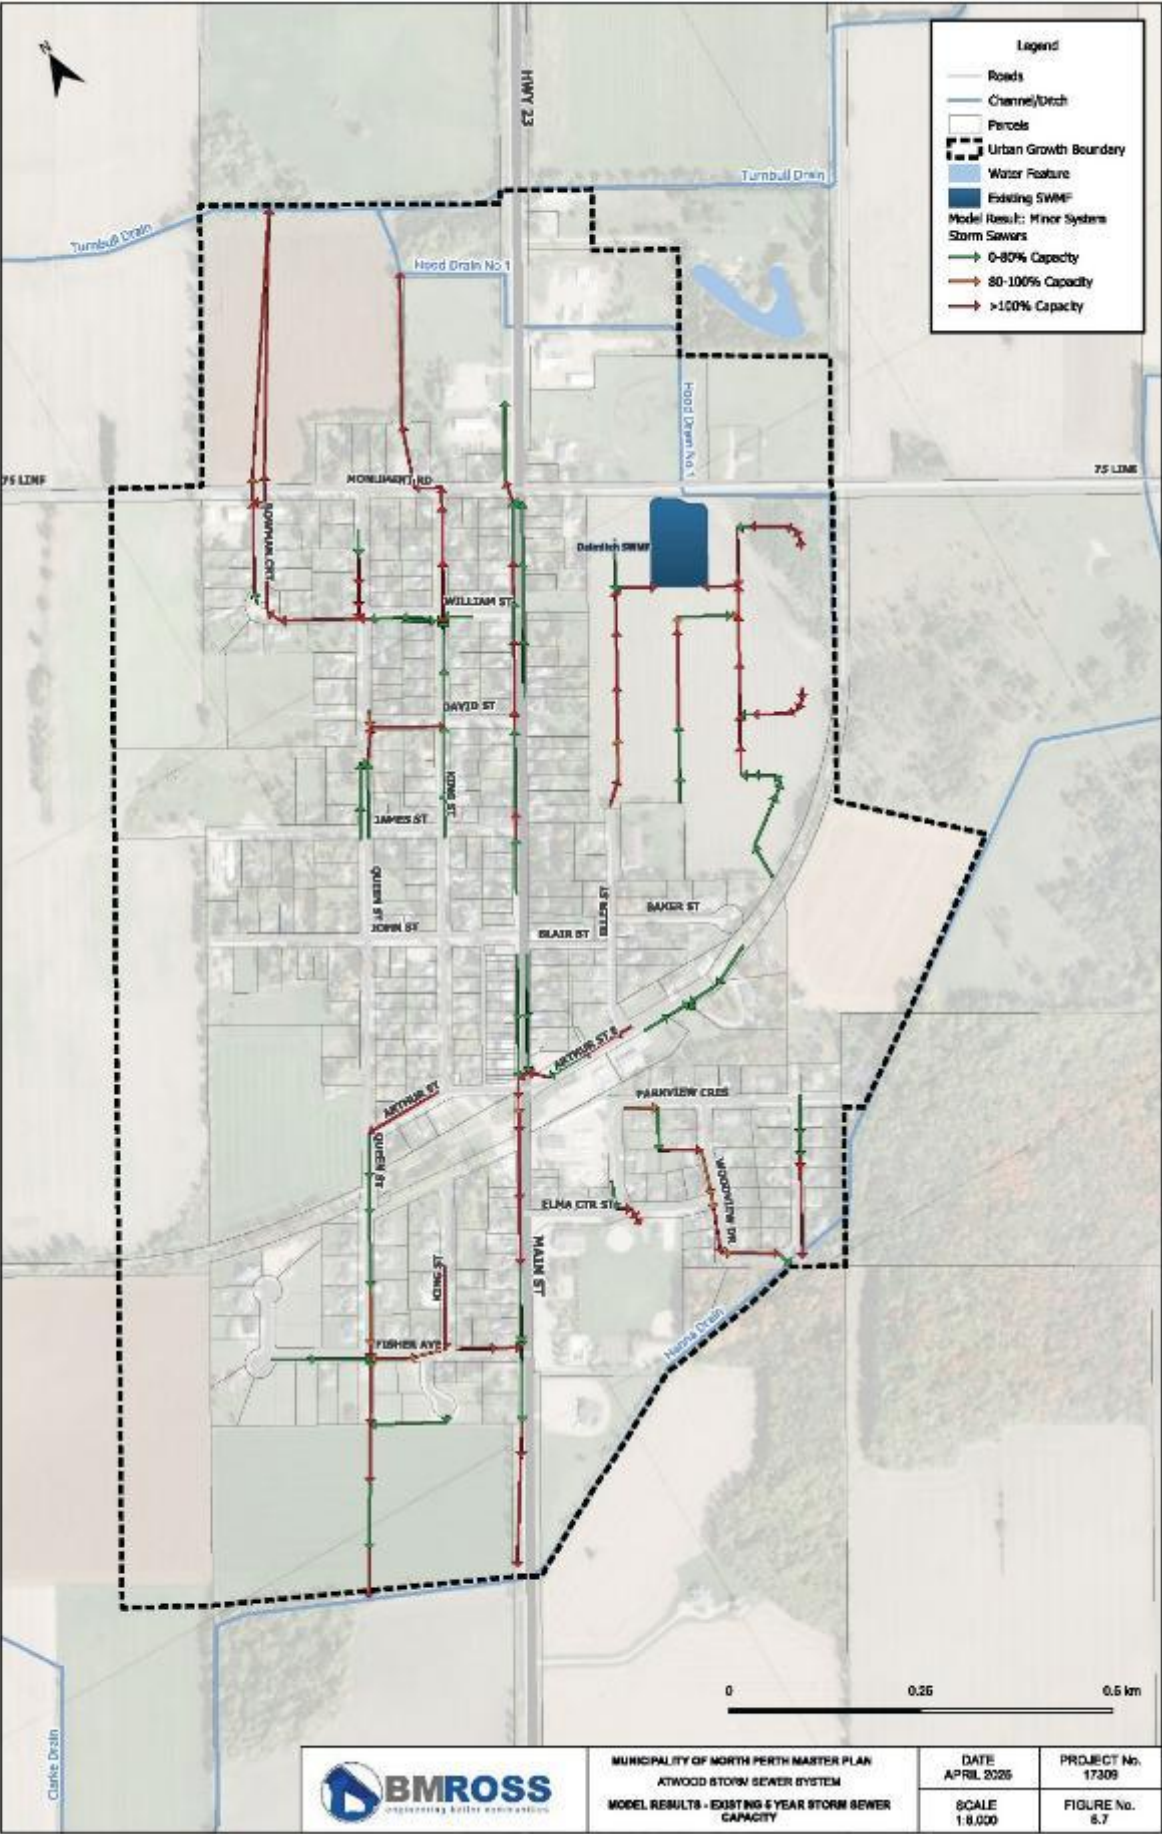 N
HWY 23
Legend
Roads
Channel/Ditch
Parcels
Urban Growth Boundary
Water Feature
Existing SWMF
Model Result: Minor System
Storm Sewers
0-80% Capacity
80-100% Capacity
>100% Capacity
Turnbull Drain
Turnbull Drain
Hood Drain No 1
Hood Drain No 1
75 LINE
MONUMENT RD
75 LINE
BOWMAN CRT
SWMF
WILLIAM ST
DAVID ST
KING ST
JAMES ST
QUEEN ST
ELLEN ST
BAKER ST
JOHN ST
BLAIR ST
ARTHUR ST E
ARTHUR ST
PARKVIEW CRES
QUEEN ST
WOODVIEW DR
ELMA CTR ST
MAIN ST
KING ST
FISHER AVE
Hanna Drain
0
0.25
0.5 km
Clarke Drain
BMROSS
engineering better communities
MUNICIPALITY OF NORTH PERTH MASTER PLAN
ATWOOD STORM SEWER SYSTEM
MODEL RESULTS - EXISTING 5 YEAR STORM SEWER
CAPACITY
DATE
APRIL 2025
SCALE
1:8,000
PROJECT No.
17309
FIGURE No.